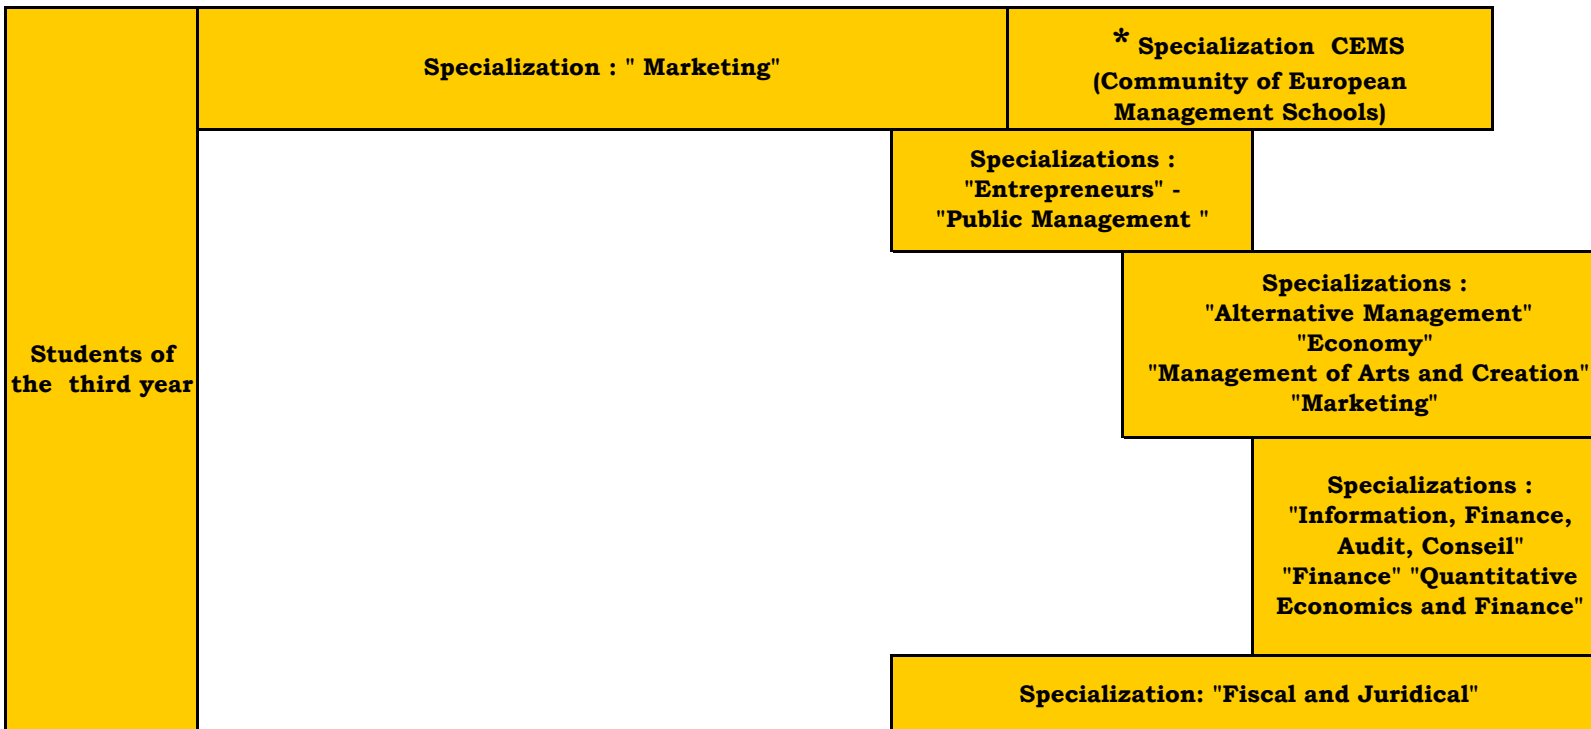 Specialization : " Marketing"
* Specialization CEMS
(Community of European
Management Schools)
Specializations :
"Entrepreneurs" -
"Public Management "
Specializations :
"Alternative Management"
"Economy"
"Management of Arts and Creation"
"Marketing"
Students of
the third year
Specializations :
"Information, Finance,
Audit, Conseil"
"Finance" "Quantitative
Economics and Finance"
Specialization: "Fiscal and Juridical"